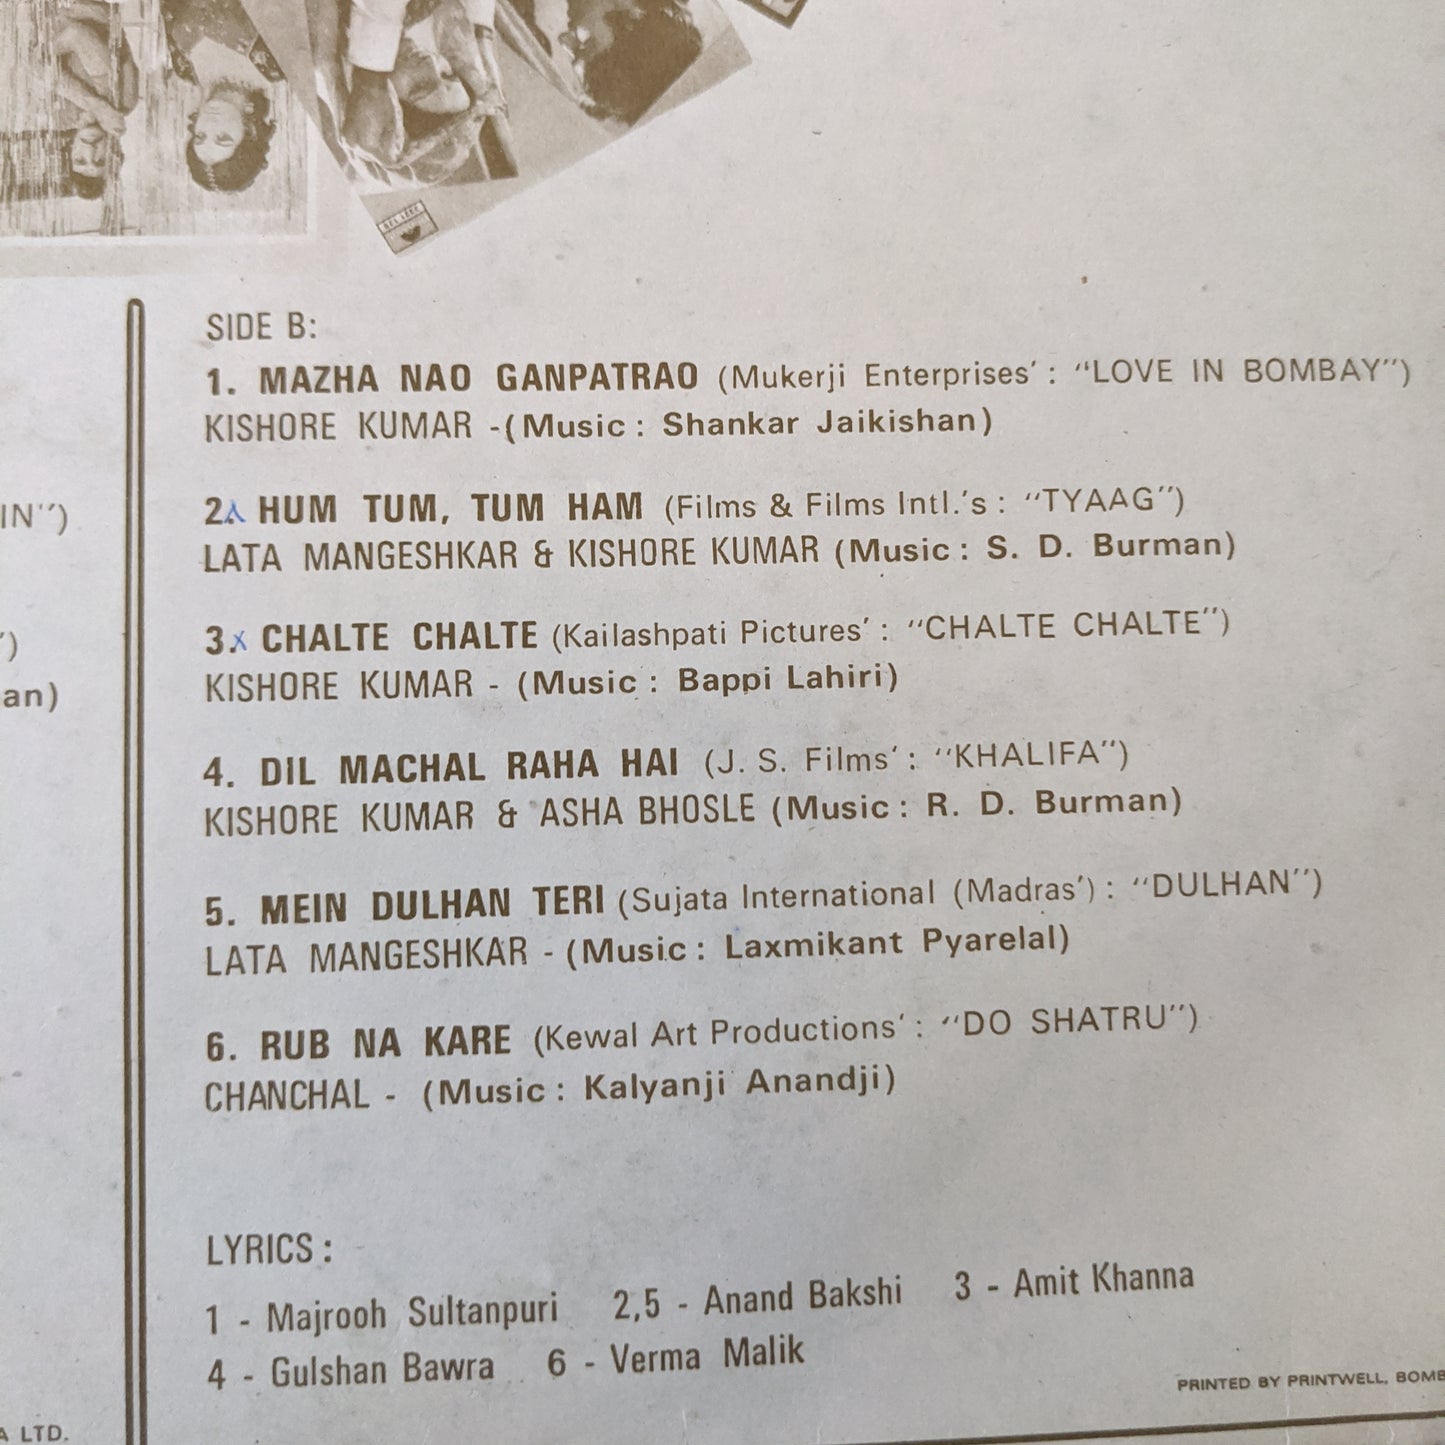 SIDE B:
1. MAZHA NAO GANPATRAO (Mukerji Enterprises' : "LOVE IN BOMBAY")
KISHORE KUMAR -(Music : Shankar Jaikishan)
2. HUM TUM, TUM HAM (Films & Films Intl.'s : "TYAAG")
LATA MANGESHKAR & KISHORE KUMAR (Music : S. D. Burman)
3. CHALTE CHALTE (Kailashpati Pictures' : "CHALTE CHALTE")
KISHORE KUMAR - (Music : Bappi Lahiri)
4. DIL MACHAL RAHA HAI (J. S. Films' : "KHALIFA")
KISHORE KUMAR & ASHA BHOSLE (Music : R. D. Burman)
5. MEIN DULHAN TERI (Sujata International (Madras') : "DULHAN")
LATA MANGESHKAR - (Music : Laxmikant Pyarelal)
6. RUB NA KARE (Kewal Art Productions' : "DO SHATRU")
CHANCHAL - (Music : Kalyanji Anandji)
LYRICS :
1 - Majrooh Sultanpuri 2,5 - Anand Bakshi 3 - Amit Khanna
4 - Gulshan Bawra 6 - Verma Malik
PRINTED BY PRINTWELL, BOMB
IN")
")
an)
A LTD.